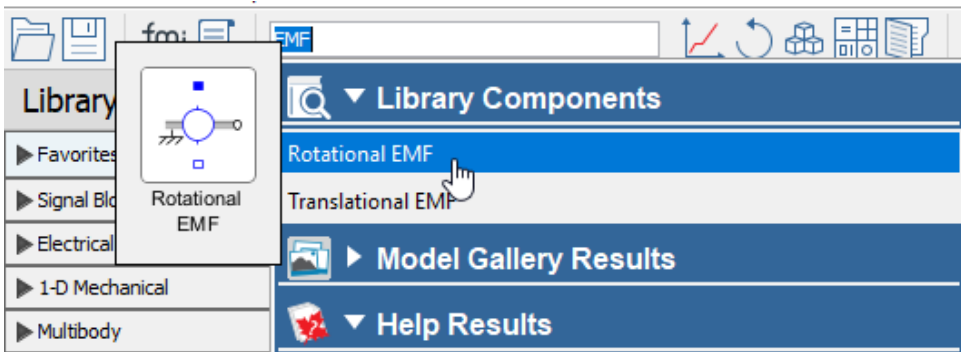 fmi
EMF
Library
Library Components
Favorites
Rotational EMF
Signal Blo
Rotational
EMF
Translational EMF
Electrical
Model Gallery Results
1-D Mechanical
Multibody
Help Results